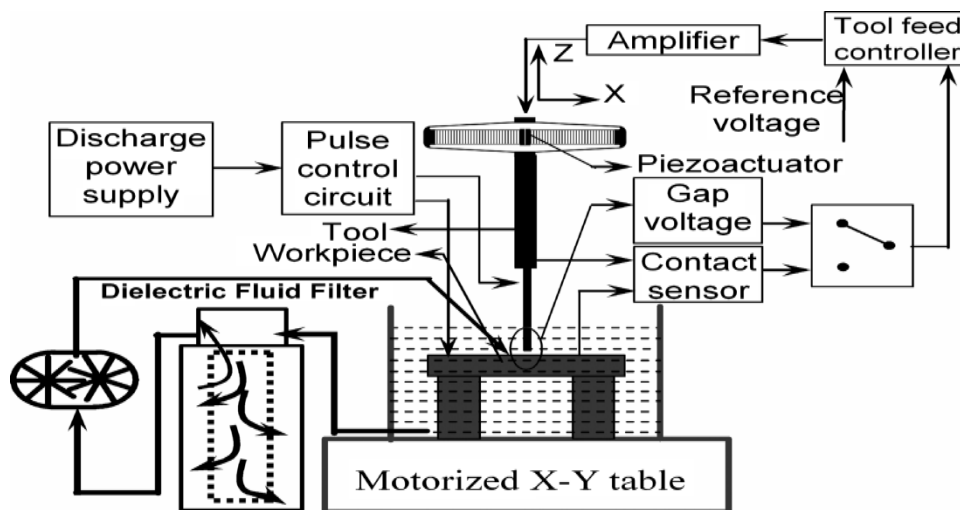 Amplifier
Tool feed
controller
Z
X
Reference
voltage
Discharge
power
supply
Pulse
control
circuit
Piezoactuator
Gap
voltage
Tool
Workpiece
Contact
sensor
Dielectric Fluid Filter
Motorized X-Y table